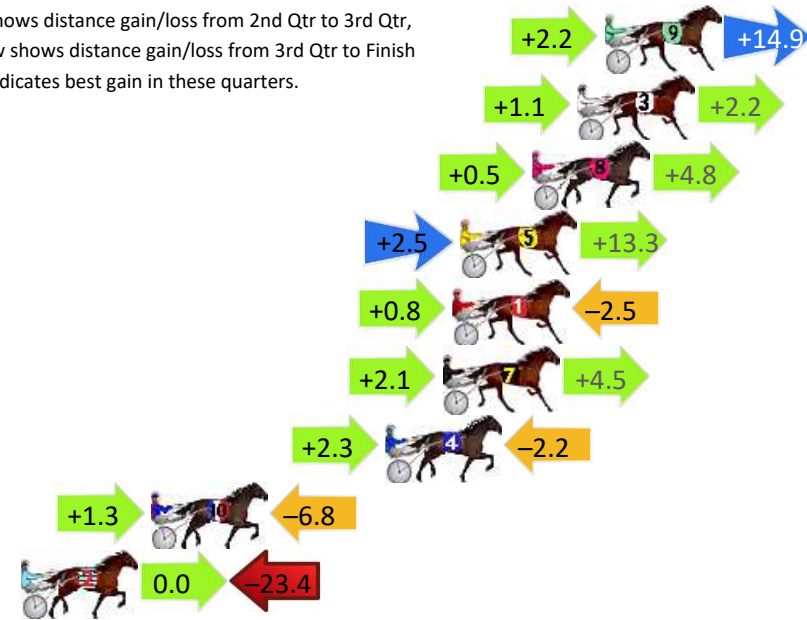 hows distance gain/loss from 2nd Qtr to 3rd Qtr,
w shows distance gain/loss from 3rd Qtr to Finish
dicates best gain in these quarters.
+2.2 9 +14.9
+1.1 3 +2.2
+0.5 8 +4.8
+2.5 5 +13.3
+0.8 1 –2.5
+2.1 7 +4.5
+2.3 4 –2.2
+1.3 10 –6.8
2 0.0 –23.4